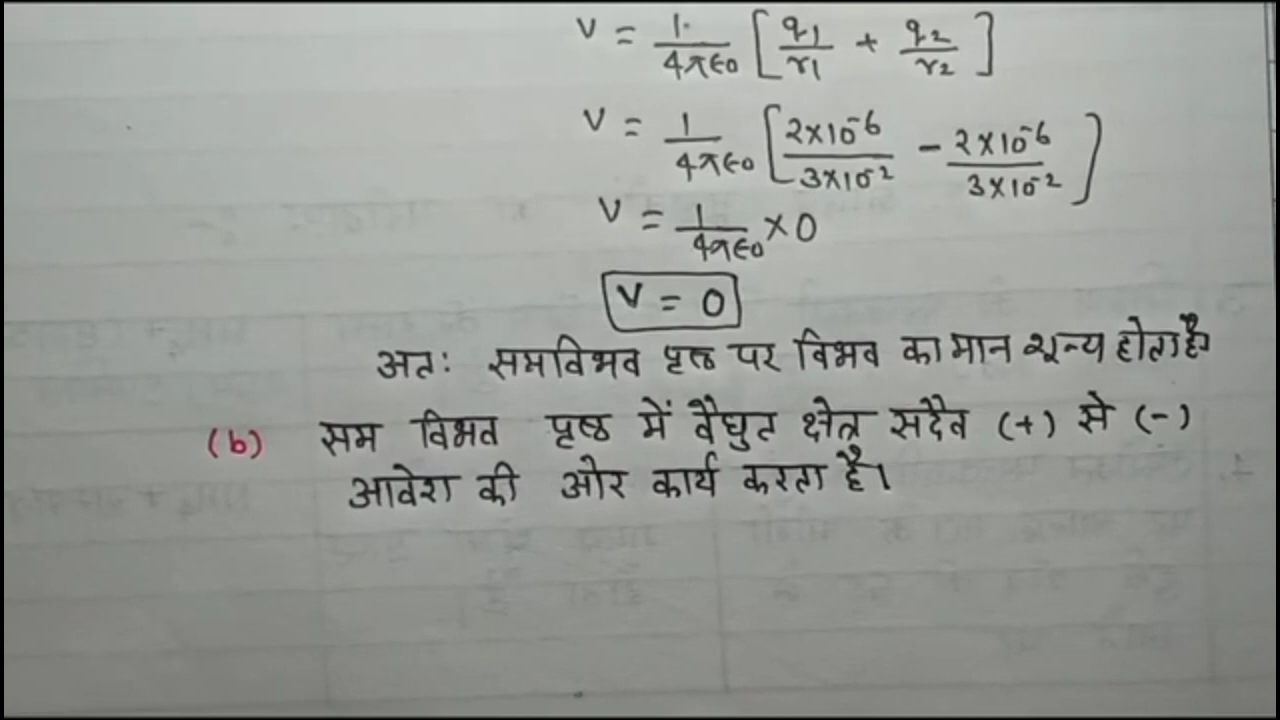 V = 1/4πε0 [q1/r1 + q2/r2]
V = 1/4πε0 [2×10^-6/3×10^-2 - 2×10^-6/3×10^-2]
V = 1/4πε0 × 0
V = 0
अतः समविभव पृष्ठ पर विभव का मान शून्य होता है।
(b) सम विभव पृष्ठ में वैद्युत क्षेत्र सदैव (+) से (-)
आवेश की ओर कार्य करता है।